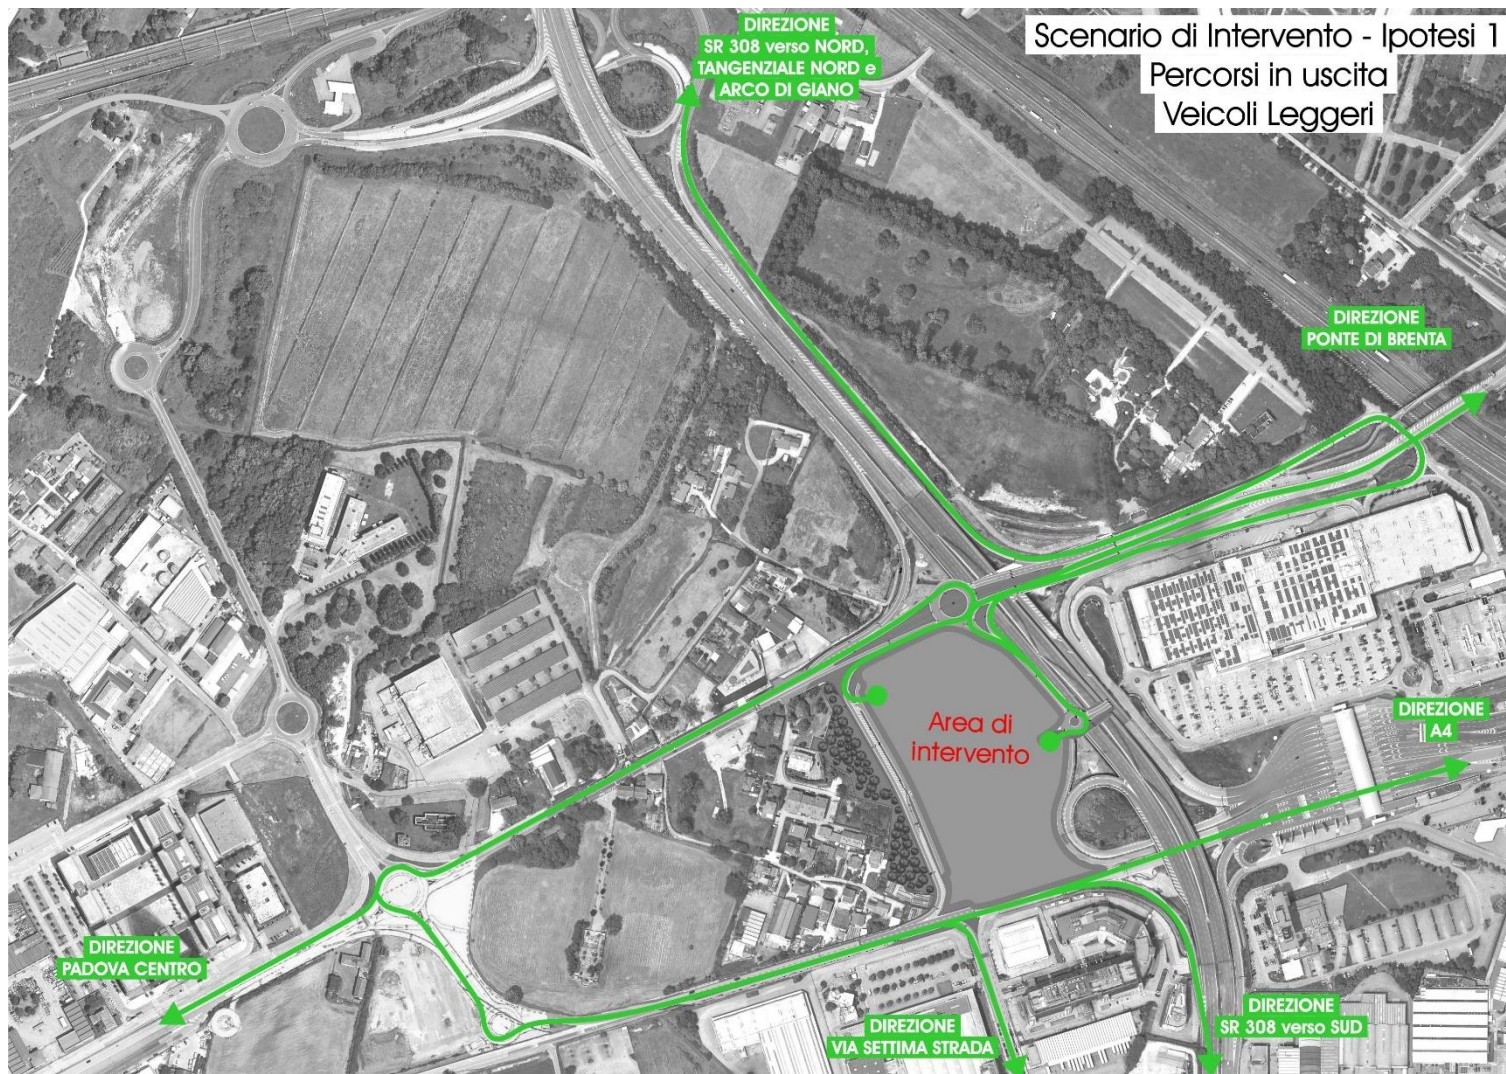 Scenario di Intervento - Ipotesi 1
Percorsi in uscita
Veicoli Leggeri
DIREZIONE
SR 308 verso NORD,
TANGENZIALE NORD e
ARCO DI GIANO
DIREZIONE
PONTE DI BRENTA
DIREZIONE
A4
Area di
intervento
DIREZIONE
PADOVA CENTRO
DIREZIONE
VIA SETTIMA STRADA
DIREZIONE
SR 308 verso SUD